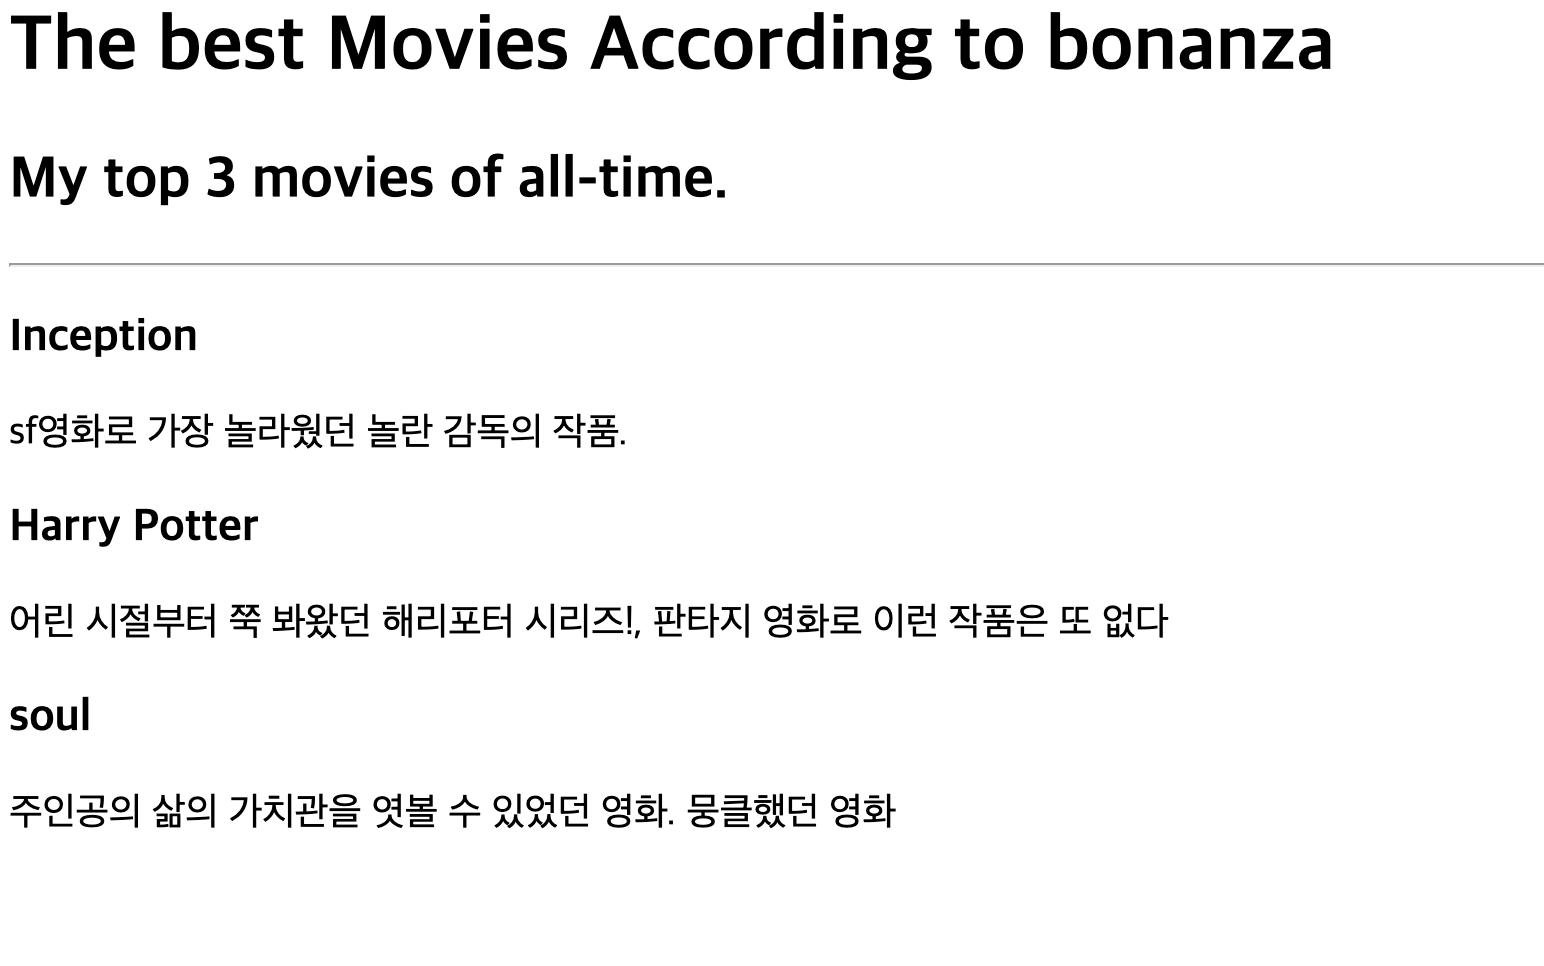 The best Movies According to bonanza
My top 3 movies of all-time.
Inception
sf영화로 가장 놀라웠던 놀란 감독의 작품.
Harry Potter
어린 시절부터 쭉 봐왔던 해리포터 시리즈!, 판타지 영화로 이런 작품은 또 없다
soul
주인공의 삶의 가치관을 엿볼 수 있었던 영화. 뭉클했던 영화